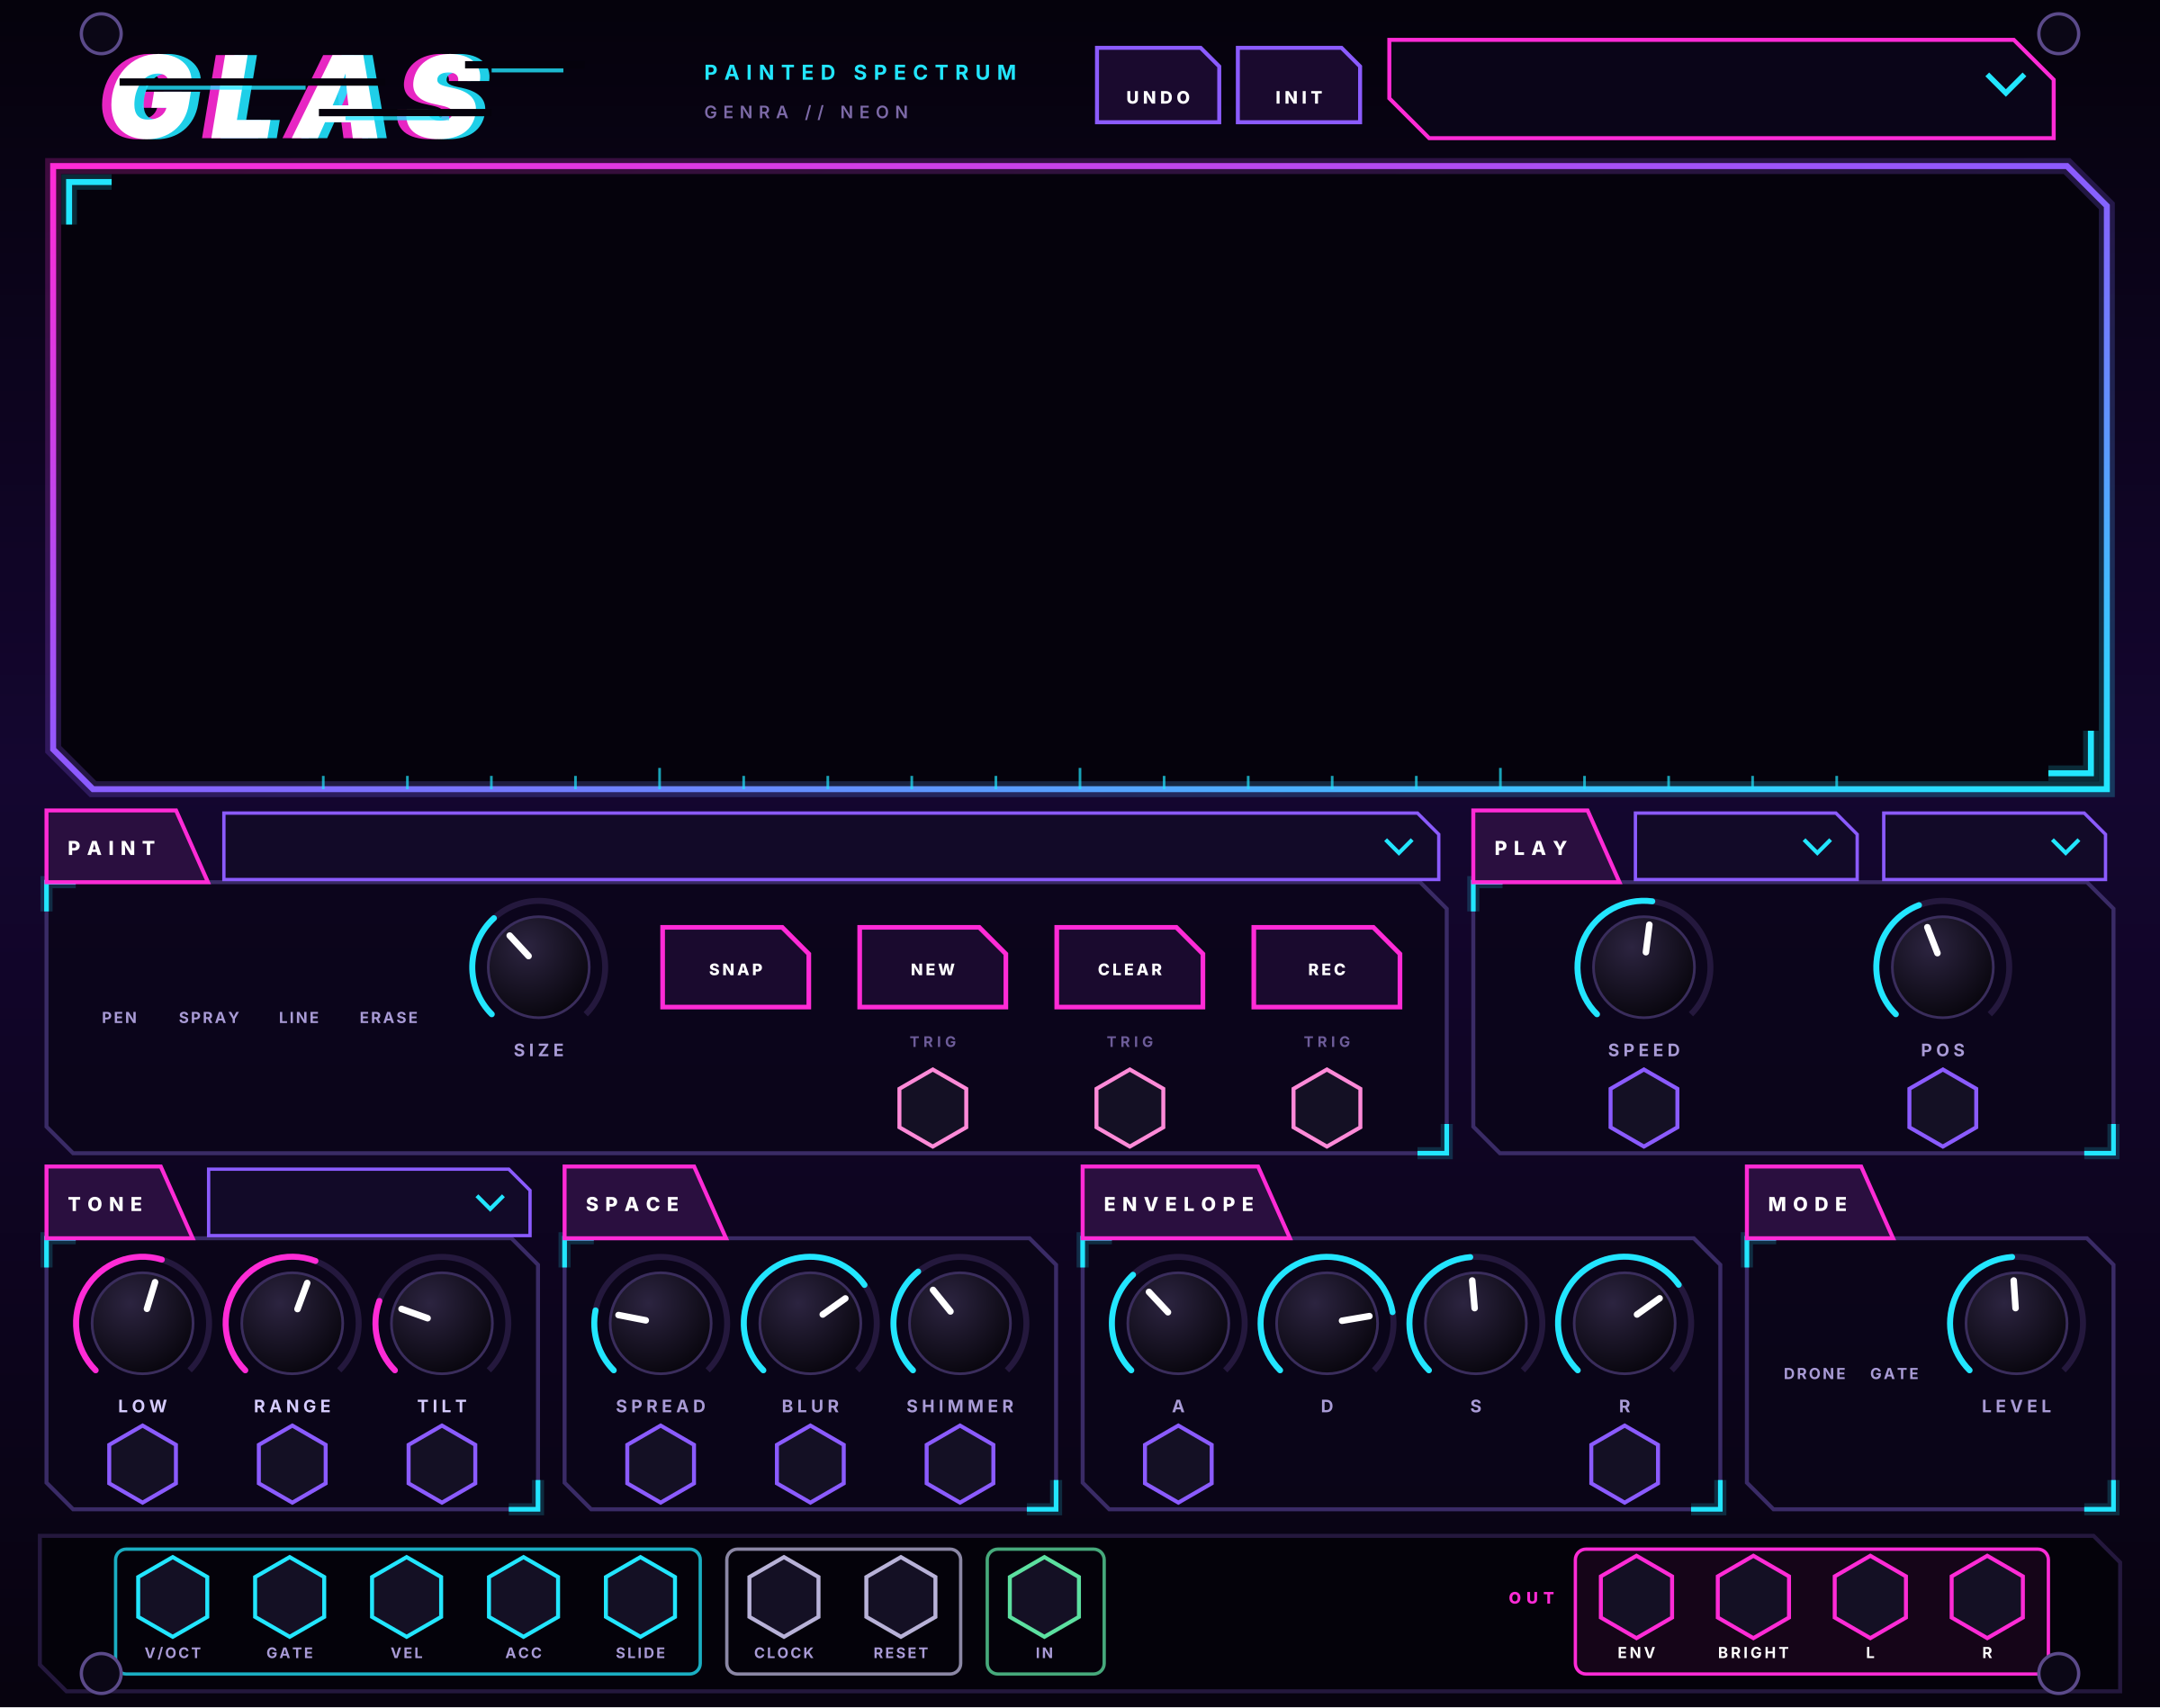 GLAS
PAINTED SPECTRUM
GENRA // NEON
UNDO
INIT
PAINT
PLAY
PEN SPRAY LINE ERASE
SIZE
SNAP
NEW
CLEAR
REC
TRIG TRIG TRIG
SPEED
POS
TONE
SPACE
ENVELOPE
MODE
LOW RANGE TILT
SPREAD BLUR SHIMMER
A D S R
DRONE GATE
LEVEL
V/OCT GATE VEL ACC SLIDE
CLOCK RESET
IN
OUT
ENV BRIGHT L R